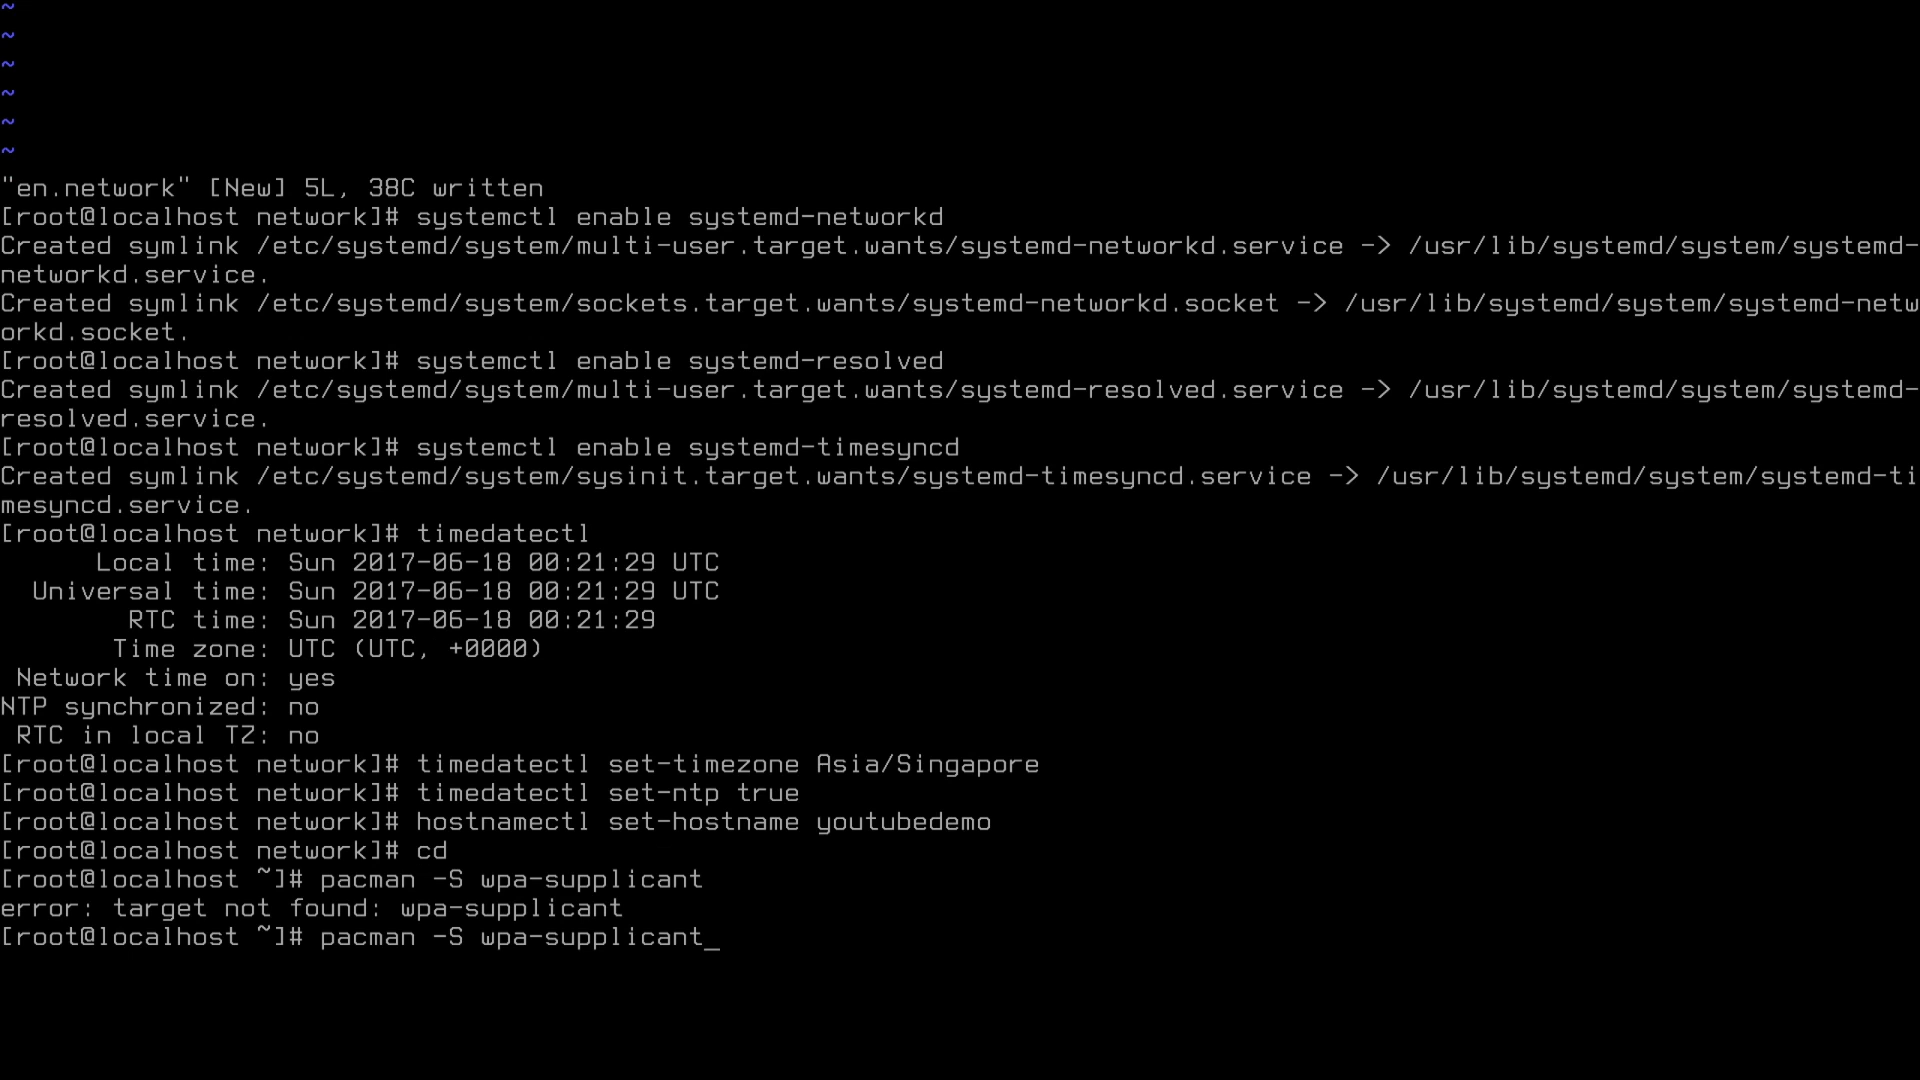 ~
~
~
~
~
~
"en.network" [New] 5L, 38C written
[root@localhost network]# systemctl enable systemd-networkd
Created symlink /etc/systemd/system/multi-user.target.wants/systemd-networkd.service -> /usr/lib/systemd/system/systemd-
networkd.service.
Created symlink /etc/systemd/system/sockets.target.wants/systemd-networkd.socket -> /usr/lib/systemd/system/systemd-netw
orkd.socket.
[root@localhost network]# systemctl enable systemd-resolved
Created symlink /etc/systemd/system/multi-user.target.wants/systemd-resolved.service -> /usr/lib/systemd/system/systemd-
resolved.service.
[root@localhost network]# systemctl enable systemd-timesyncd
Created symlink /etc/systemd/system/sysinit.target.wants/systemd-timesyncd.service -> /usr/lib/systemd/system/systemd-ti
mesyncd.service.
[root@localhost network]# timedatectl
      Local time: Sun 2017-06-18 00:21:29 UTC
  Universal time: Sun 2017-06-18 00:21:29 UTC
        RTC time: Sun 2017-06-18 00:21:29
       Time zone: UTC (UTC, +0000)
 Network time on: yes
NTP synchronized: no
 RTC in local TZ: no
[root@localhost network]# timedatectl set-timezone Asia/Singapore
[root@localhost network]# timedatectl set-ntp true
[root@localhost network]# hostnamectl set-hostname youtubedemo
[root@localhost network]# cd
[root@localhost ~]# pacman -S wpa-supplicant
error: target not found: wpa-supplicant
[root@localhost ~]# pacman -S wpa-supplicant_